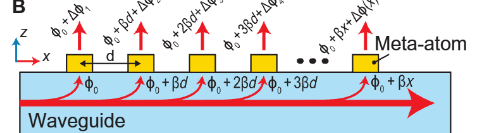 B
ϕ₀ + Δϕ₁
ϕ₀ + βd + Δϕ₂
ϕ₀ + 2βd + Δϕ₃
ϕ₀ + 3βd + Δϕ₄
ϕ₀ + βx + Δϕ(x)
z
x
d
Meta-atom
ϕ₀
ϕ₀ + βd
ϕ₀ + 2βd
ϕ₀ + 3βd
ϕ₀ + βx
Waveguide